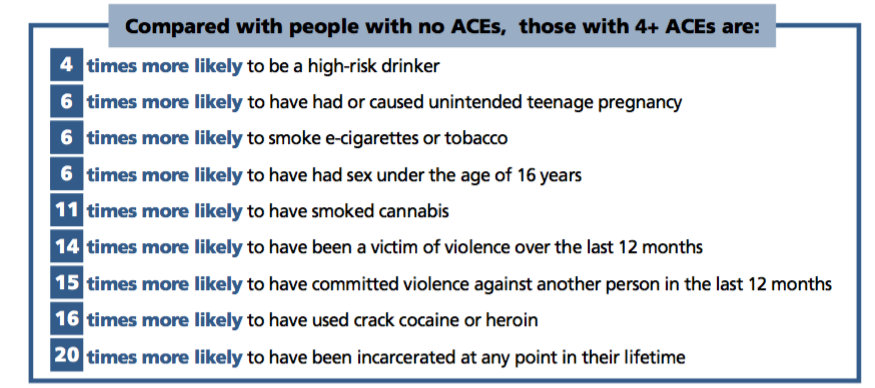 Compared with people with no ACEs, those with 4+ ACEs are:
4 times more likely to be a high-risk drinker
6 times more likely to have had or caused unintended teenage pregnancy
6 times more likely to smoke e-cigarettes or tobacco
6 times more likely to have had sex under the age of 16 years
11 times more likely to have smoked cannabis
14 times more likely to have been a victim of violence over the last 12 months
15 times more likely to have committed violence against another person in the last 12 months
16 times more likely to have used crack cocaine or heroin
20 times more likely to have been incarcerated at any point in their lifetime